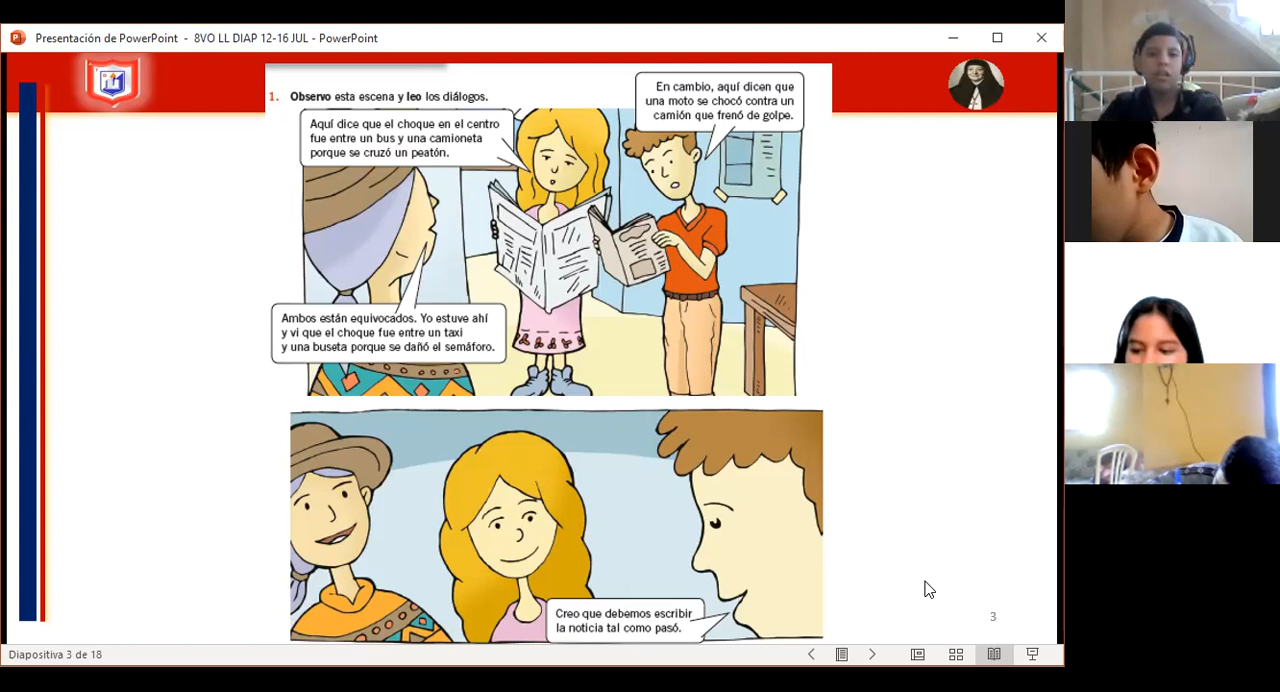 Presentación de PowerPoint - 8VO LL DIAP 12-16 JUL - PowerPoint
1. Observo esta escena y leo los diálogos.
En cambio, aquí dicen que
una moto se chocó contra un
camión que frenó de golpe.
Aquí dice que el choque en el centro
fue entre un bus y una camioneta
porque se cruzó un peatón.
Ambos están equivocados. Yo estuve ahí
y vi que el choque fue entre un taxi
y una buseta porque se dañó el semáforo.
Creo que debemos escribir
la noticia tal como pasó.
3
Diapositiva 3 de 18